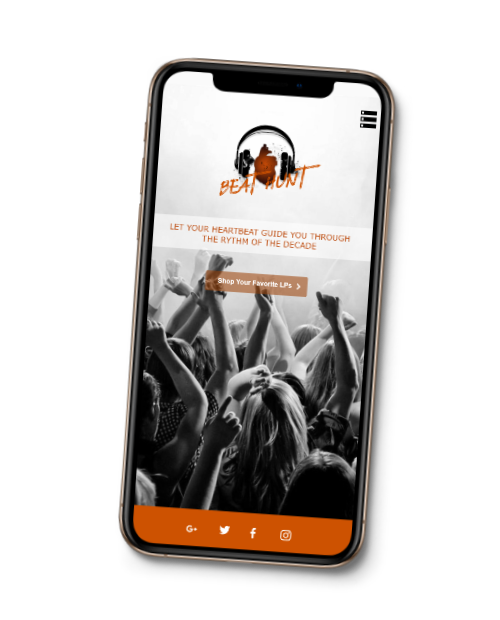 BEAT HUNT
LET YOUR HEARTBEAT GUIDE YOU THROUGH
THE RYTHM OF THE DECADE
Shop Your Favorite LPs
G+